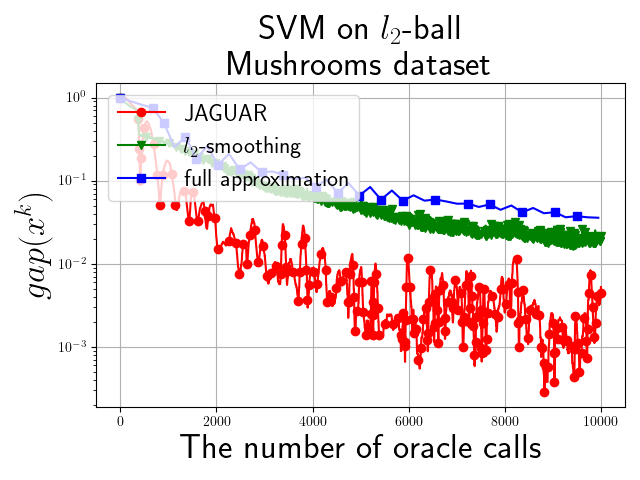 SVM on $l_2$-ball
Mushrooms dataset
JAGUAR
$l_2$-smoothing
full approximation
$gap(x^k)$
$10^0$
$10^{-1}$
$10^{-2}$
$10^{-3}$
0 2000 4000 6000 8000 10000
The number of oracle calls